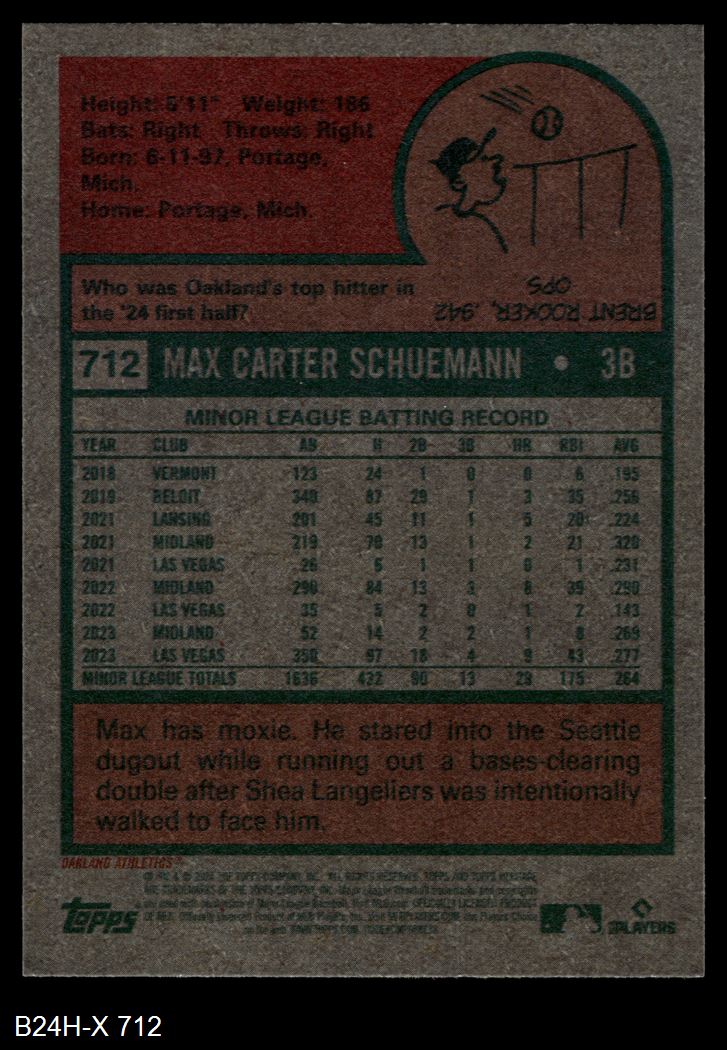 Height: 5'11" Weight: 186
Bats: Right Throws: Right
Born: 6-11-97, Portage,
Mich.
Home: Portage, Mich.
Who was Oakland's top hitter in
the '24 first half?
BRENT ROOKER, .942
OPS
712 MAX CARTER SCHUEMANN • 3B
MINOR LEAGUE BATTING RECORD
YEAR CLUB AB H 2B 3B HR RBI AVG
2018 VERMONT 123 24 1 0 0 6 .195
2019 BELOIT 340 87 29 1 3 35 .256
2021 LANSING 201 45 11 1 5 20 .224
2021 MIDLAND 219 70 13 1 2 21 .320
2021 LAS VEGAS 26 6 1 1 0 1 .231
2022 MIDLAND 290 84 13 3 8 39 .290
2022 LAS VEGAS 35 5 2 0 1 2 .143
2023 MIDLAND 52 14 2 2 1 8 .269
2023 LAS VEGAS 350 97 18 4 9 43 .277
MINOR LEAGUE TOTALS 1636 432 90 13 29 175 .264
Max has moxie. He stared into the Seattle
dugout while running out a bases-clearing
double after Shea Langeliers was intentionally
walked to face him.
OAKLAND ATHLETICS™
topps
PLAYERS
B24H-X 712